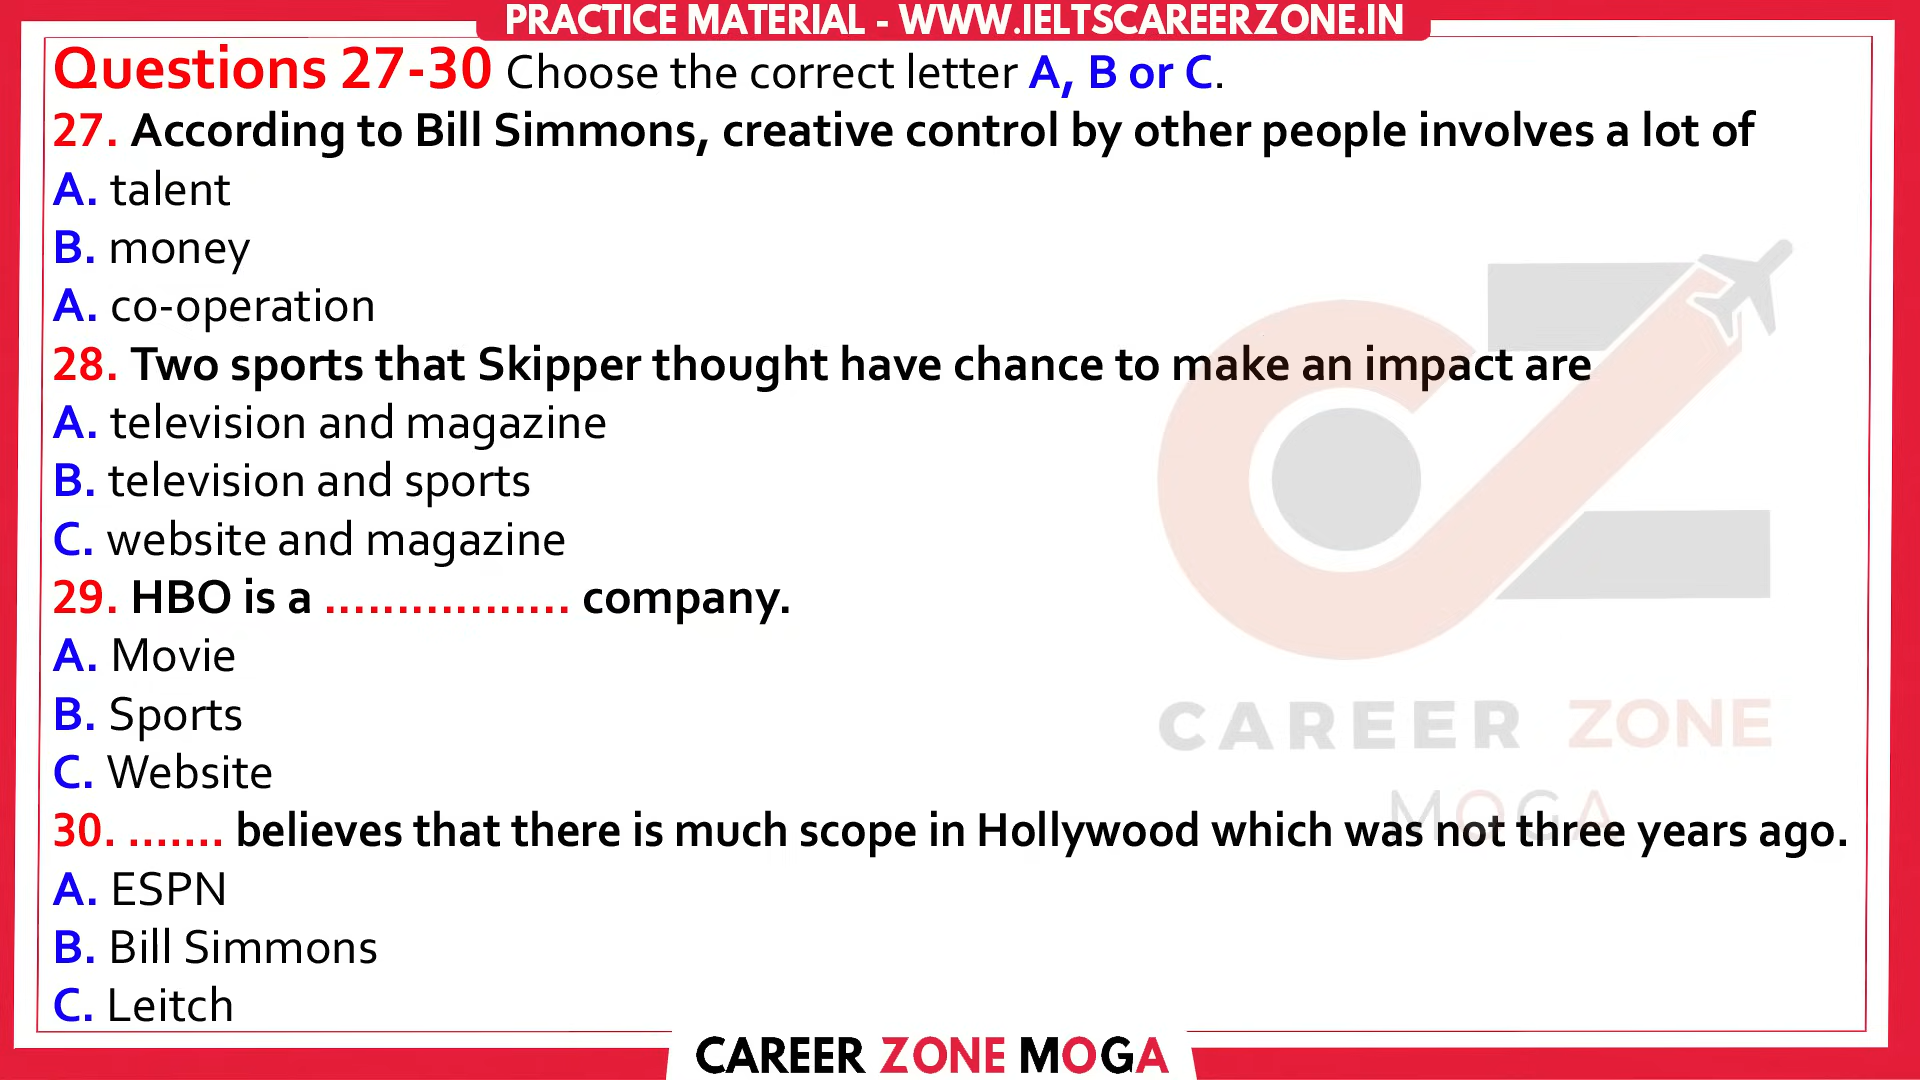 PRACTICE MATERIAL - WWW.IELTSCAREERZONE.IN
Questions 27-30 Choose the correct letter A, B or C.
27. According to Bill Simmons, creative control by other people involves a lot of
A. talent
B. money
A. co-operation
28. Two sports that Skipper thought have chance to make an impact are
A. television and magazine
B. television and sports
C. website and magazine
29. HBO is a ................. company.
A. Movie
B. Sports
C. Website
30. ....... believes that there is much scope in Hollywood which was not three years ago.
A. ESPN
B. Bill Simmons
C. Leitch
CAREER ZONE
MOGA
CAREER ZONE MOGA